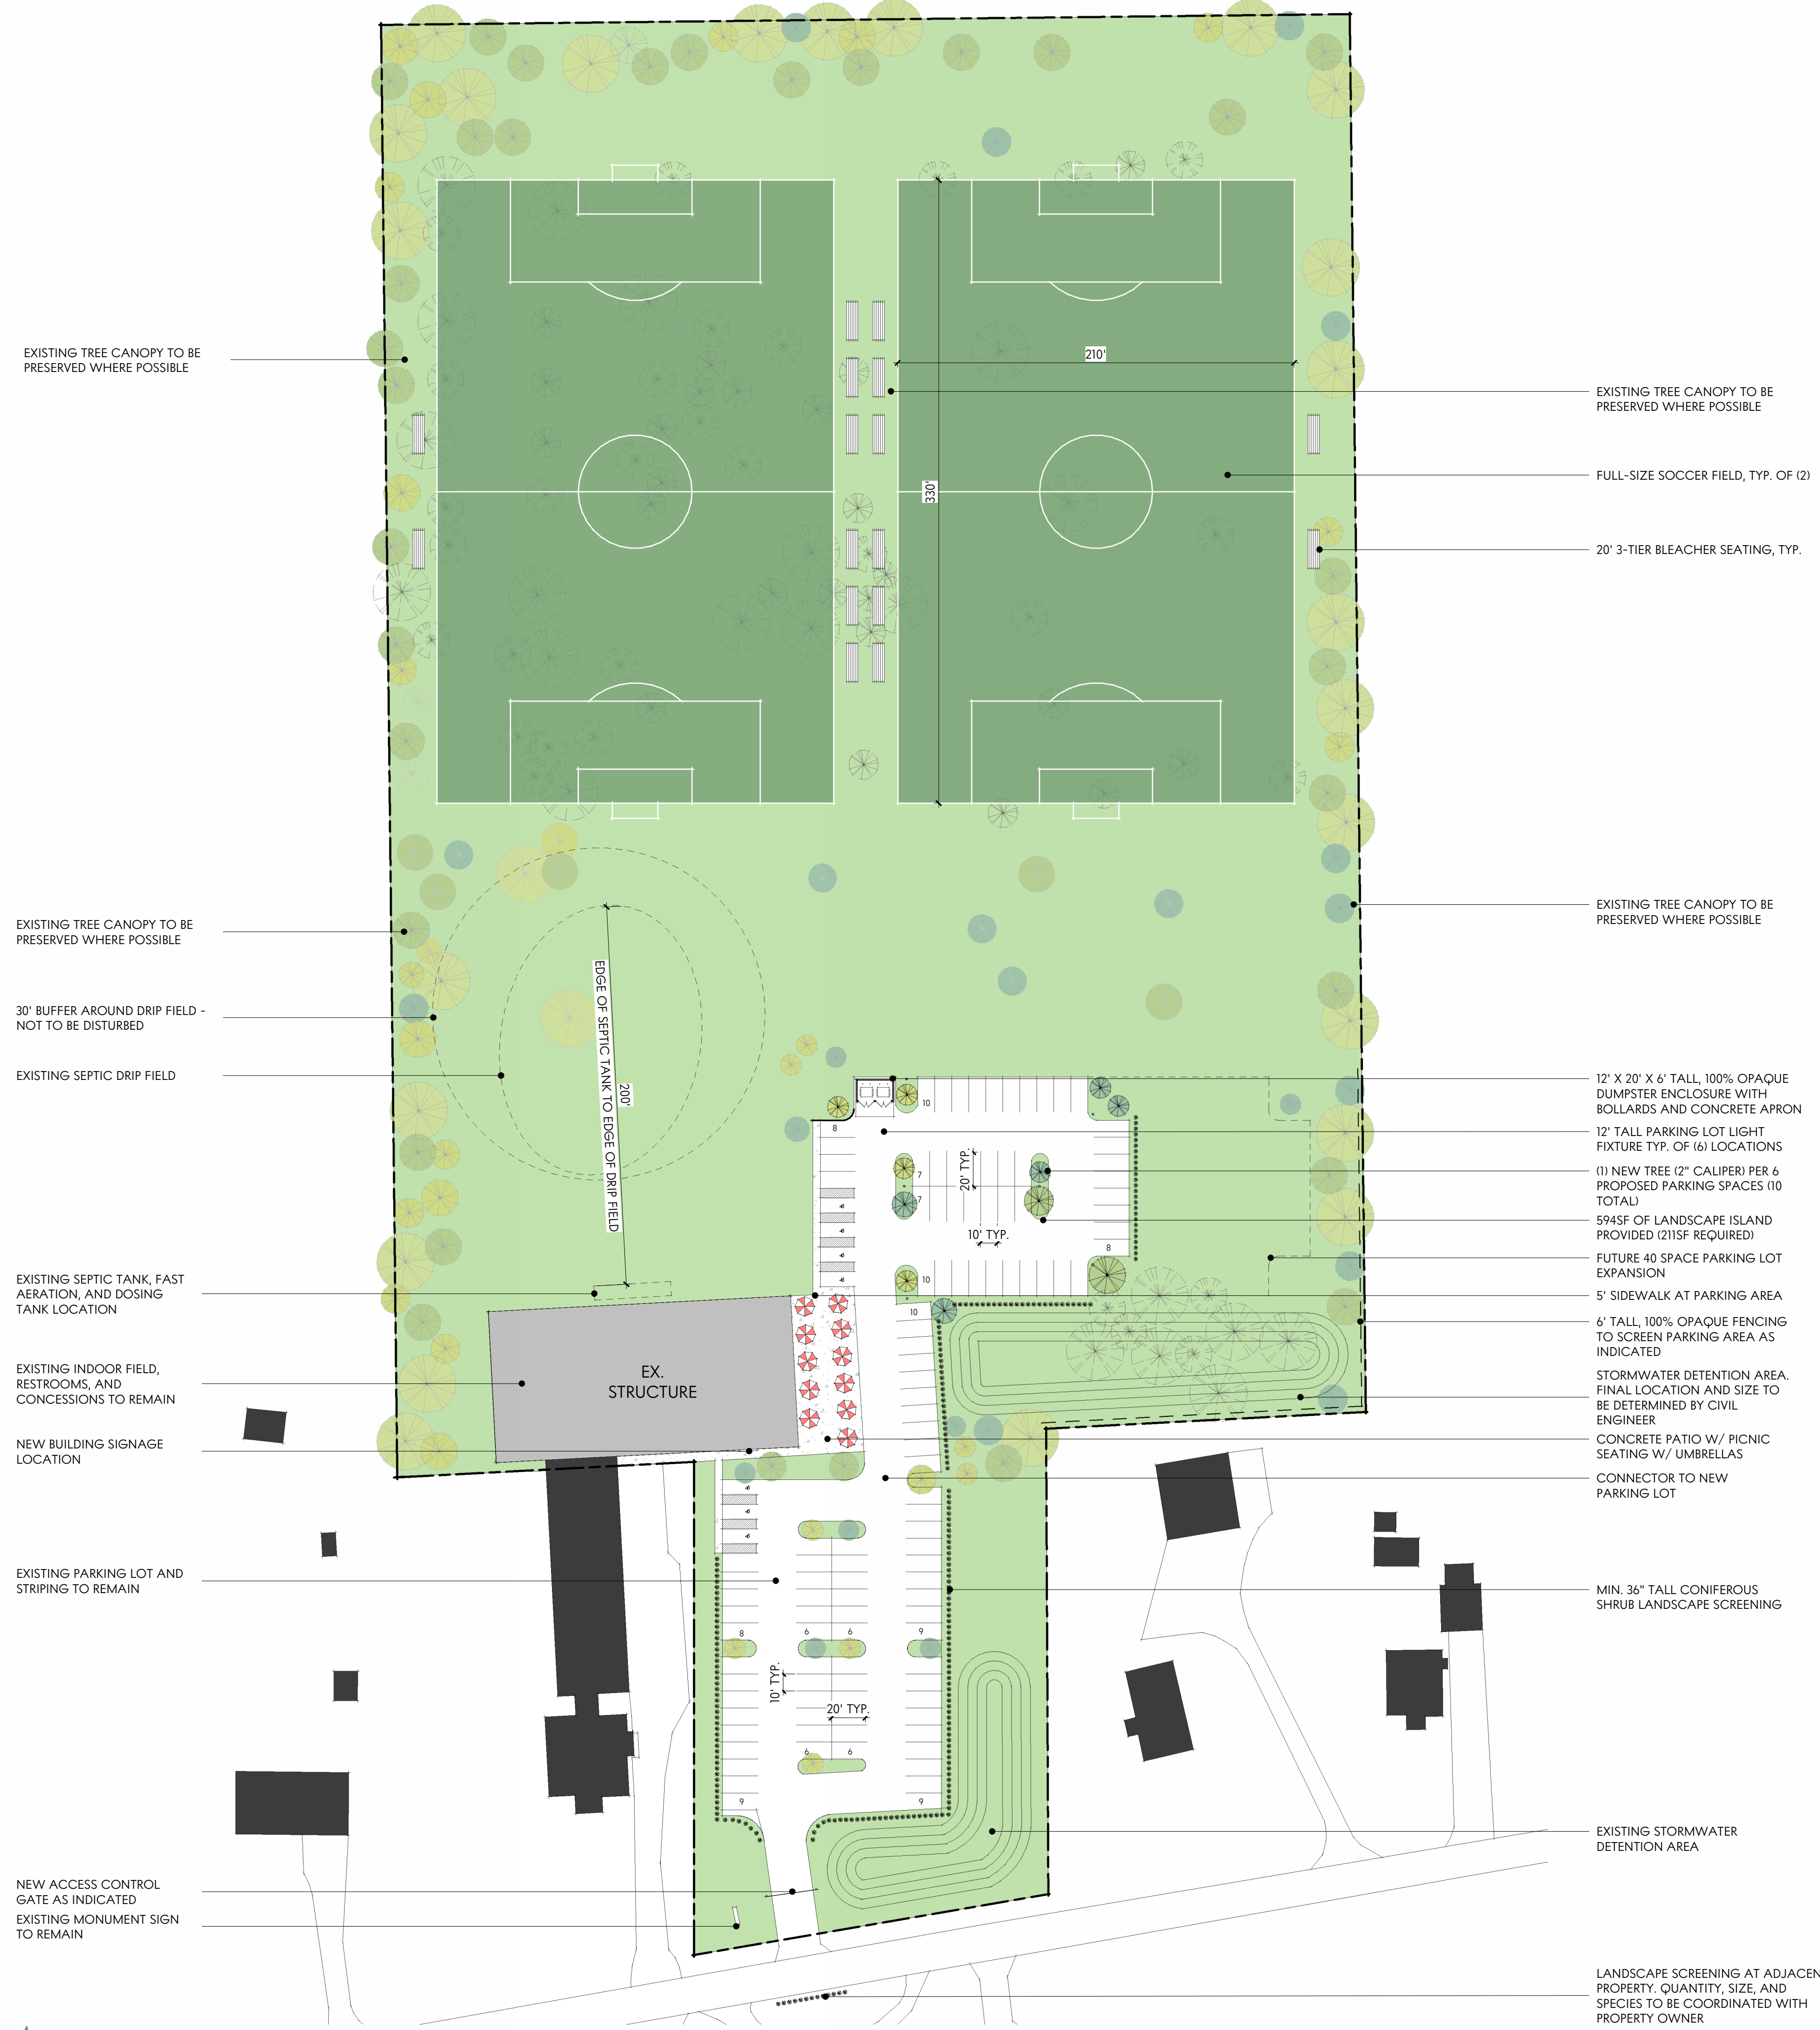 EXISTING TREE CANOPY TO BE
PRESERVED WHERE POSSIBLE
EXISTING TREE CANOPY TO BE
PRESERVED WHERE POSSIBLE
30' BUFFER AROUND DRIP FIELD -
NOT TO BE DISTURBED
EXISTING SEPTIC DRIP FIELD
EXISTING SEPTIC TANK, FAST
AERATION, AND DOSING
TANK LOCATION
EXISTING INDOOR FIELD,
RESTROOMS, AND
CONCESSIONS TO REMAIN
NEW BUILDING SIGNAGE
LOCATION
EXISTING PARKING LOT AND
STRIPING TO REMAIN
NEW ACCESS CONTROL
GATE AS INDICATED
EXISTING MONUMENT SIGN
TO REMAIN
210'
330'
EDGE OF SEPTIC TANK TO EDGE OF DRIP FIELD
200'
10
8
7
7
20' TYP.
10' TYP.
8
10
10
EX.
STRUCTURE
8
6
6
9
10' TYP.
20' TYP.
6
6
9
9
EXISTING TREE CANOPY TO BE
PRESERVED WHERE POSSIBLE
FULL-SIZE SOCCER FIELD, TYP. OF (2)
20' 3-TIER BLEACHER SEATING, TYP.
EXISTING TREE CANOPY TO BE
PRESERVED WHERE POSSIBLE
12' X 20' X 6' TALL, 100% OPAQUE
DUMPSTER ENCLOSURE WITH
BOLLARDS AND CONCRETE APRON
12' TALL PARKING LOT LIGHT
FIXTURE TYP. OF (6) LOCATIONS
(1) NEW TREE (2" CALIPER) PER 6
PROPOSED PARKING SPACES (10
TOTAL)
594SF OF LANDSCAPE ISLAND
PROVIDED (211SF REQUIRED)
FUTURE 40 SPACE PARKING LOT
EXPANSION
5' SIDEWALK AT PARKING AREA
6' TALL, 100% OPAQUE FENCING
TO SCREEN PARKING AREA AS
INDICATED
STORMWATER DETENTION AREA.
FINAL LOCATION AND SIZE TO
BE DETERMINED BY CIVIL
ENGINEER
CONCRETE PATIO W/ PICNIC
SEATING W/ UMBRELLAS
CONNECTOR TO NEW
PARKING LOT
MIN. 36" TALL CONIFEROUS
SHRUB LANDSCAPE SCREENING
EXISTING STORMWATER
DETENTION AREA
LANDSCAPE SCREENING AT ADJACEN
PROPERTY. QUANTITY, SIZE, AND
SPECIES TO BE COORDINATED WITH
PROPERTY OWNER